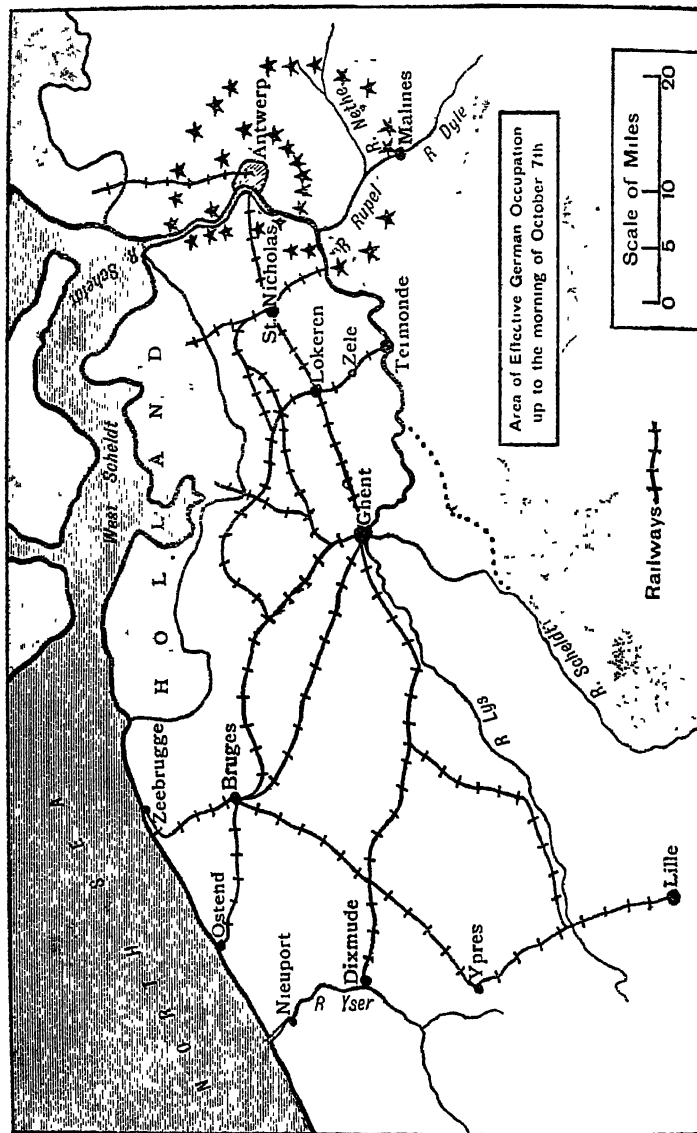 NORTH SEA
HOLLAND
West Scheldt
R. Scheldt
Zeebrugge
Bruges
Ostend
Nieuport
R Yser
Dixmude
Ypres
Lille
R Lys
Ghent
R. Scheldt
Lokeren
Zele
Termonde
St. Nicholas
Antwerp
R. Nethe
R Rupel
Malines
R Dyle
Area of Effective German Occupation
up to the morning of October 7th
Railways
Scale of Miles
0 5 10 20